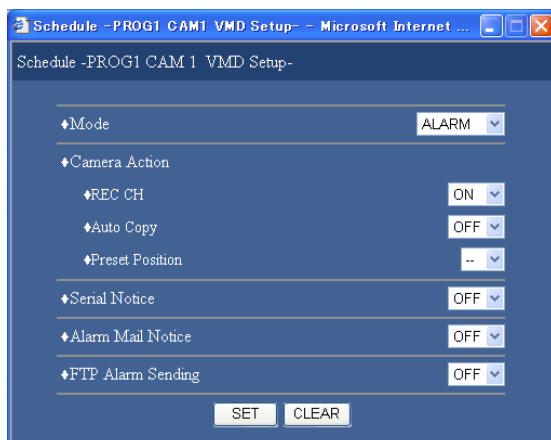 Schedule -PROG1 CAM1 VMD Setup- - Microsoft Internet ...
Schedule -PROG1 CAM 1 VMD Setup-
♦Mode ALARM
♦Camera Action
♦REC CH ON
♦Auto Copy OFF
♦Preset Position --
♦Serial Notice OFF
♦Alarm Mail Notice OFF
♦FTP Alarm Sending OFF
SET CLEAR